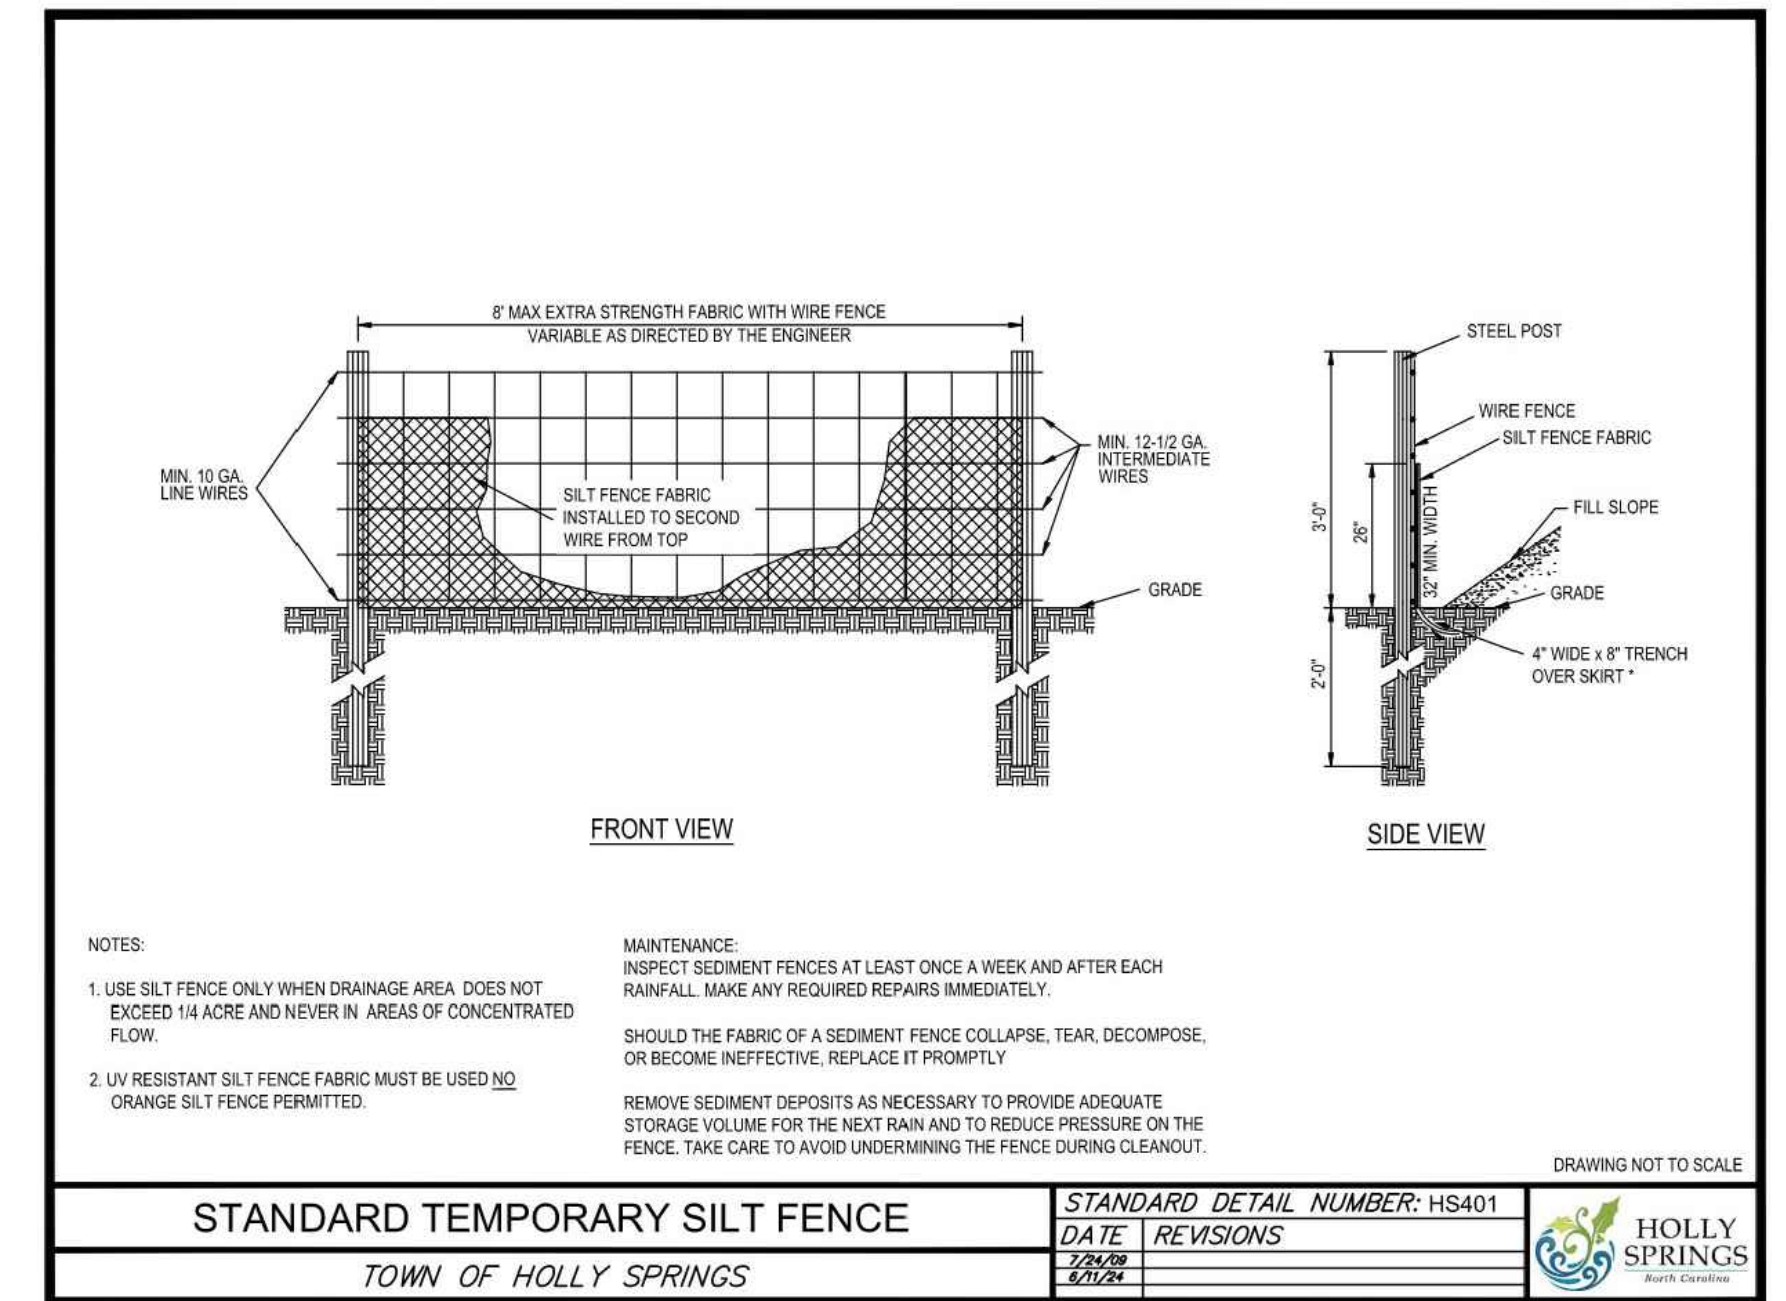 8' MAX EXTRA STRENGTH FABRIC WITH WIRE FENCE
VARIABLE AS DIRECTED BY THE ENGINEER
MIN. 10 GA.
LINE WIRES
SILT FENCE FABRIC
INSTALLED TO SECOND
WIRE FROM TOP
MIN. 12-1/2 GA.
INTERMEDIATE
WIRES
GRADE
FRONT VIEW
STEEL POST
WIRE FENCE
SILT FENCE FABRIC
3'-0"
26"
32" MIN. WIDTH
FILL SLOPE
GRADE
2'-0"
4" WIDE x 8" TRENCH
OVER SKIRT *
SIDE VIEW
NOTES:
1. USE SILT FENCE ONLY WHEN DRAINAGE AREA DOES NOT
EXCEED 1/4 ACRE AND NEVER IN AREAS OF CONCENTRATED
FLOW.
2. UV RESISTANT SILT FENCE FABRIC MUST BE USED NO
ORANGE SILT FENCE PERMITTED.
MAINTENANCE:
INSPECT SEDIMENT FENCES AT LEAST ONCE A WEEK AND AFTER EACH
RAINFALL. MAKE ANY REQUIRED REPAIRS IMMEDIATELY.
SHOULD THE FABRIC OF A SEDIMENT FENCE COLLAPSE, TEAR, DECOMPOSE,
OR BECOME INEFFECTIVE, REPLACE IT PROMPTLY
REMOVE SEDIMENT DEPOSITS AS NECESSARY TO PROVIDE ADEQUATE
STORAGE VOLUME FOR THE NEXT RAIN AND TO REDUCE PRESSURE ON THE
FENCE. TAKE CARE TO AVOID UNDERMINING THE FENCE DURING CLEANOUT.
DRAWING NOT TO SCALE
STANDARD TEMPORARY SILT FENCE
TOWN OF HOLLY SPRINGS
STANDARD DETAIL NUMBER: HS401
DATE REVISIONS
7/24/09
6/11/24
HOLLY
SPRINGS
North Carolina